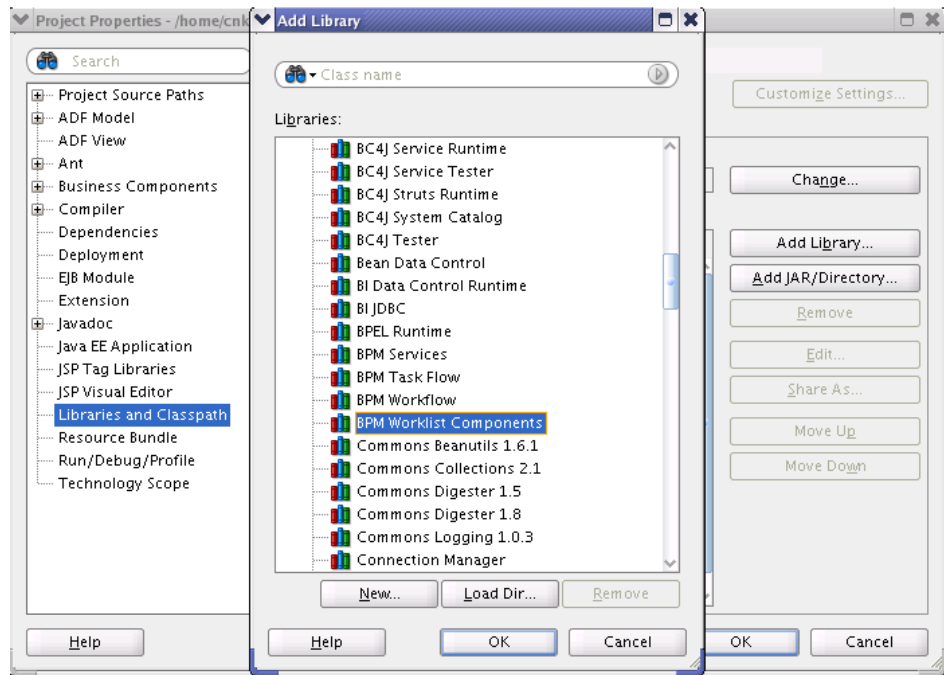 Project Properties - /home/cnk
Search
Project Source Paths
ADF Model
ADF View
Ant
Business Components
Compiler
Dependencies
Deployment
EJB Module
Extension
Javadoc
Java EE Application
JSP Tag Libraries
JSP Visual Editor
Libraries and Classpath
Resource Bundle
Run/Debug/Profile
Technology Scope
Help
Add Library
Class name
Libraries:
BC4J Service Runtime
BC4J Service Tester
BC4J Struts Runtime
BC4J System Catalog
BC4J Tester
Bean Data Control
BI Data Control Runtime
BI JDBC
BPEL Runtime
BPM Services
BPM Task Flow
BPM Workflow
BPM Worklist Components
Commons Beanutils 1.6.1
Commons Collections 2.1
Commons Digester 1.5
Commons Digester 1.8
Commons Logging 1.0.3
Connection Manager
New... Load Dir... Remove
Help OK Cancel
Customize Settings...
Change...
Add Library...
Add JAR/Directory...
Remove
Edit...
Share As...
Move Up
Move Down
OK Cancel